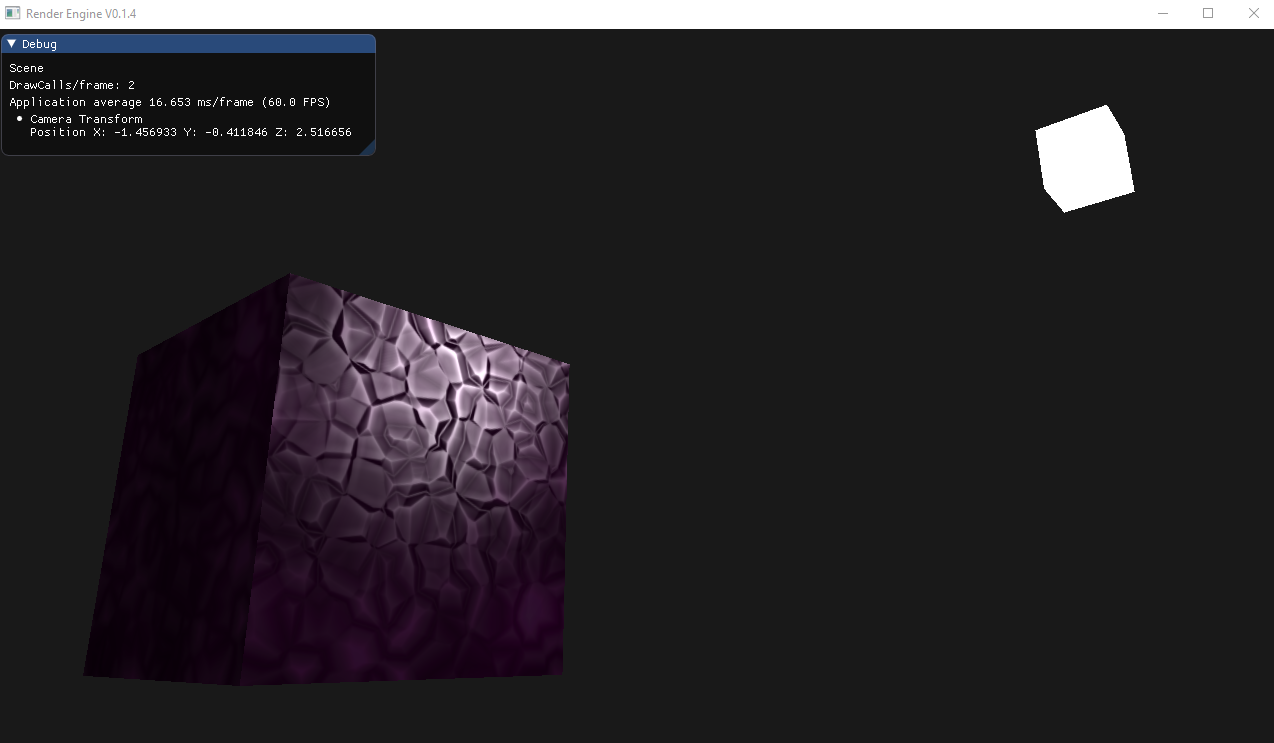 Render Engine V0.1.4
Debug
Scene
DrawCalls/frame: 2
Application average 16.653 ms/frame (60.0 FPS)
Camera Transform
Position X: -1.456933 Y: -0.411846 Z: 2.516656